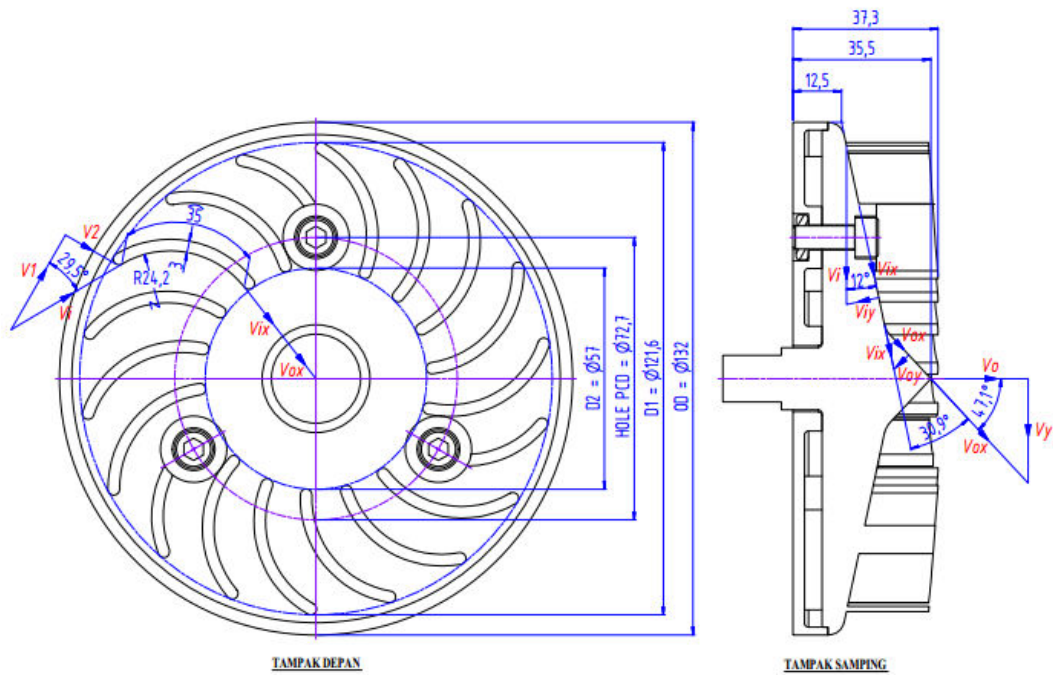 37,3
35,5
12,5
35
V2
V1
29,5°
Vi
R24,2
3
Vix
Vox
D2 = Ø57
HOLE PCD = Ø72,7
D1 = Ø121,6
OD = Ø132
Vi
Vix
12°
Viy
Vox
Vix
Voy
Vo
47,1°
30,9°
Vox
Vy
TAMPAK DEPAN
TAMPAK SAMPING